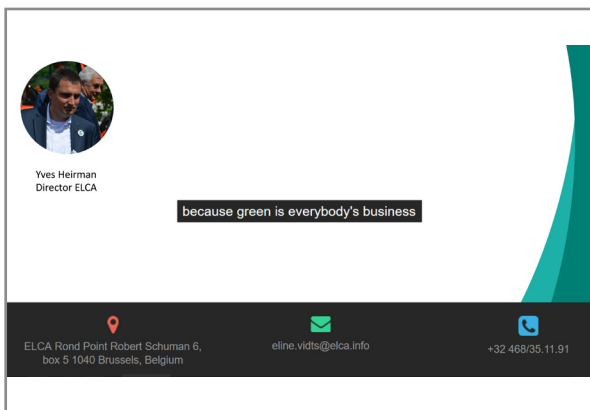 Yves Heirman
Director ELCA
because green is everybody's business
ELCA Rond Point Robert Schuman 6,
box 5 1040 Brussels, Belgium
eline.vidts@elca.info
+32 468/35.11.91